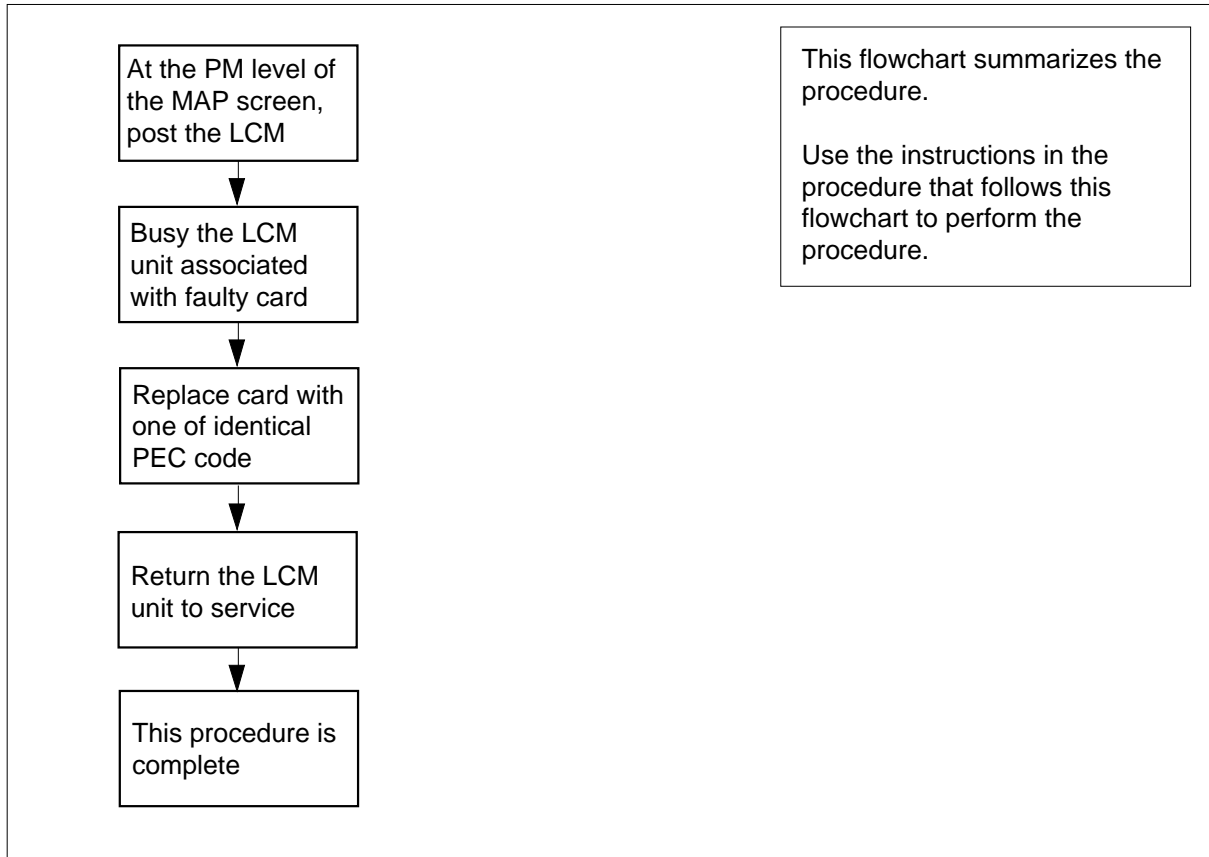 At the PM level of
the MAP screen,
post the LCM
Busy the LCM
unit associated
with faulty card
Replace card with
one of identical
PEC code
Return the LCM
unit to service
This procedure is
complete
This flowchart summarizes the
procedure.
Use the instructions in the
procedure that follows this
flowchart to perform the
procedure.